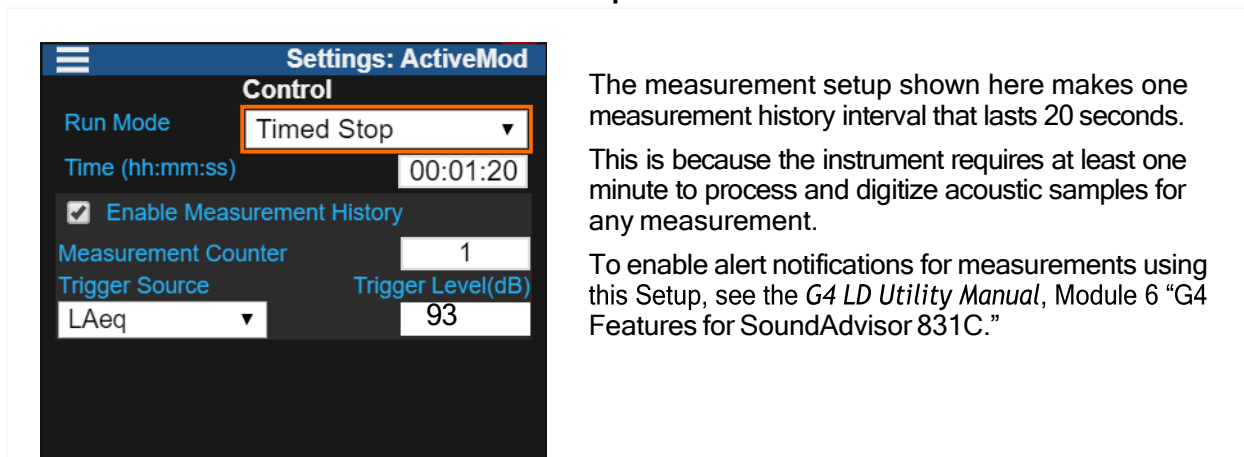 Settings: ActiveMod
Control
Run Mode
Timed Stop
Time (hh:mm:ss)
00:01:20
Enable Measurement History
Measurement Counter
1
Trigger Source
Trigger Level(dB)
LAeq
93
The measurement setup shown here makes one
measurement history interval that lasts 20 seconds.
This is because the instrument requires at least one
minute to process and digitize acoustic samples for
any measurement.
To enable alert notifications for measurements using
this Setup, see the G4 LD Utility Manual, Module 6 “G4
Features for SoundAdvisor 831C.”